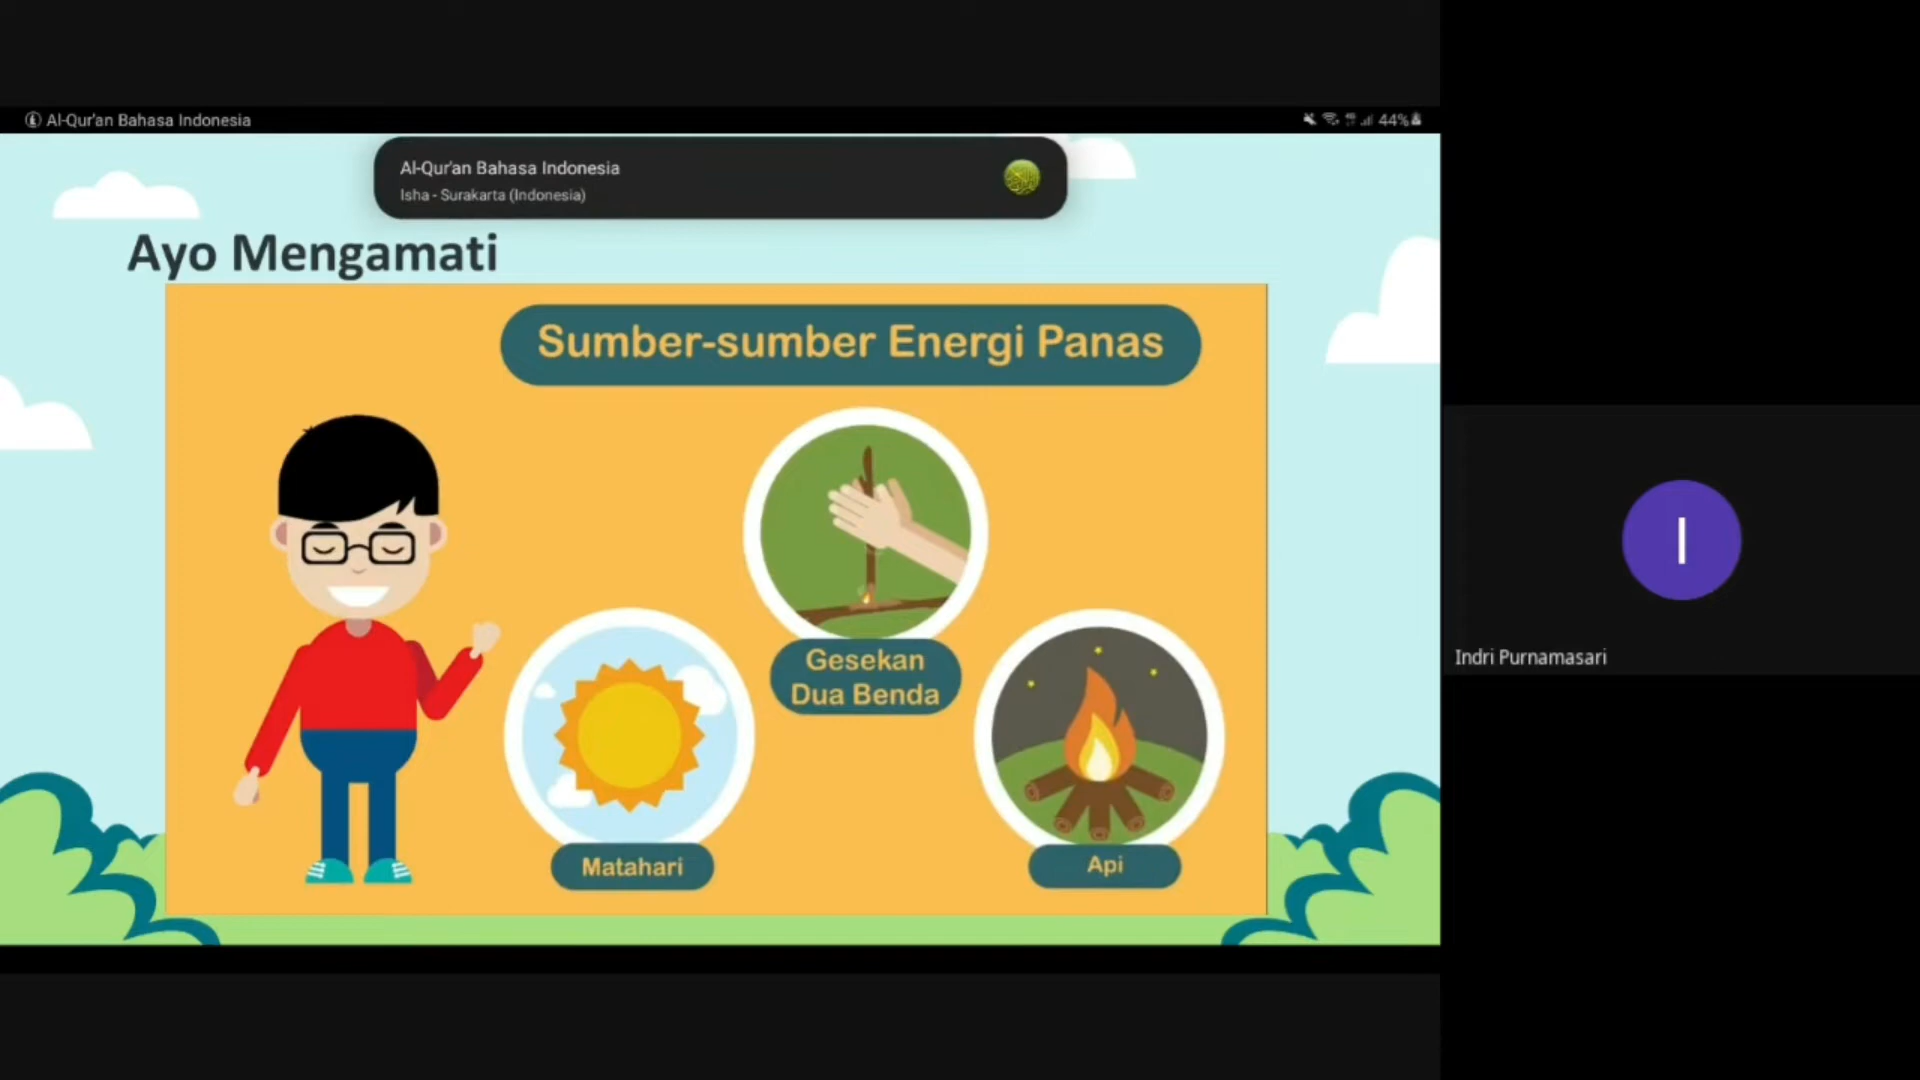 Al-Qur'an Bahasa Indonesia
44%
Al-Qur'an Bahasa Indonesia
Isha - Surakarta (Indonesia)
Ayo Mengamati
Sumber-sumber Energi Panas
Gesekan
Dua Benda
Matahari
Api
I
Indri Purnamasari